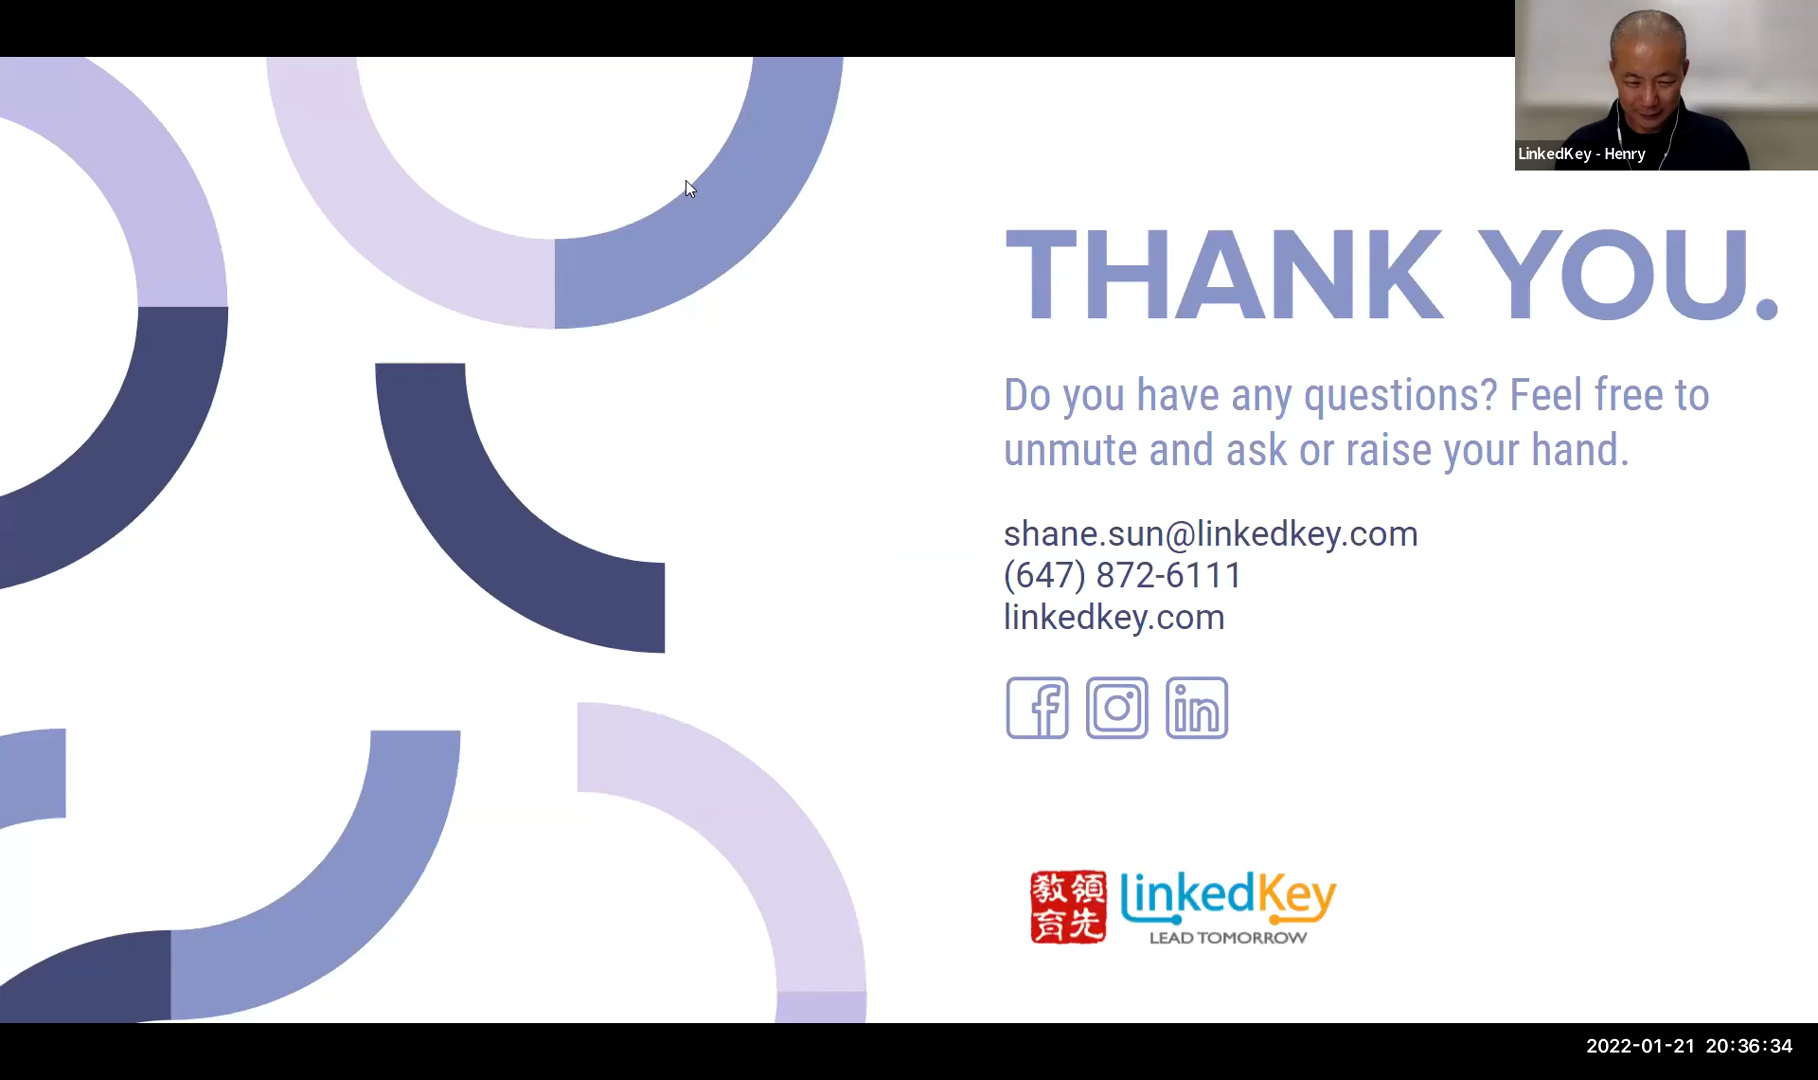 LinkedKey - Henry
THANK YOU.
Do you have any questions? Feel free to
unmute and ask or raise your hand.
shane.sun@linkedkey.com
(647) 872-6111
linkedkey.com
領先教育
LinkedKey
LEAD TOMORROW
2022-01-21 20:36:34